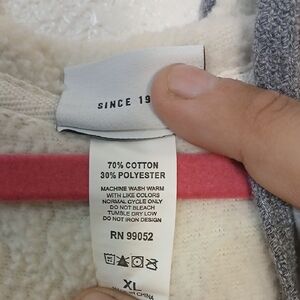 SINCE 19
70% COTTON
30% POLYESTER
MACHINE WASH WARM
WITH LIKE COLORS
NORMAL CYCLE ONLY
DO NOT BLEACH
TUMBLE DRY LOW
DO NOT IRON DESIGN
RN 99052
XL
CHINA